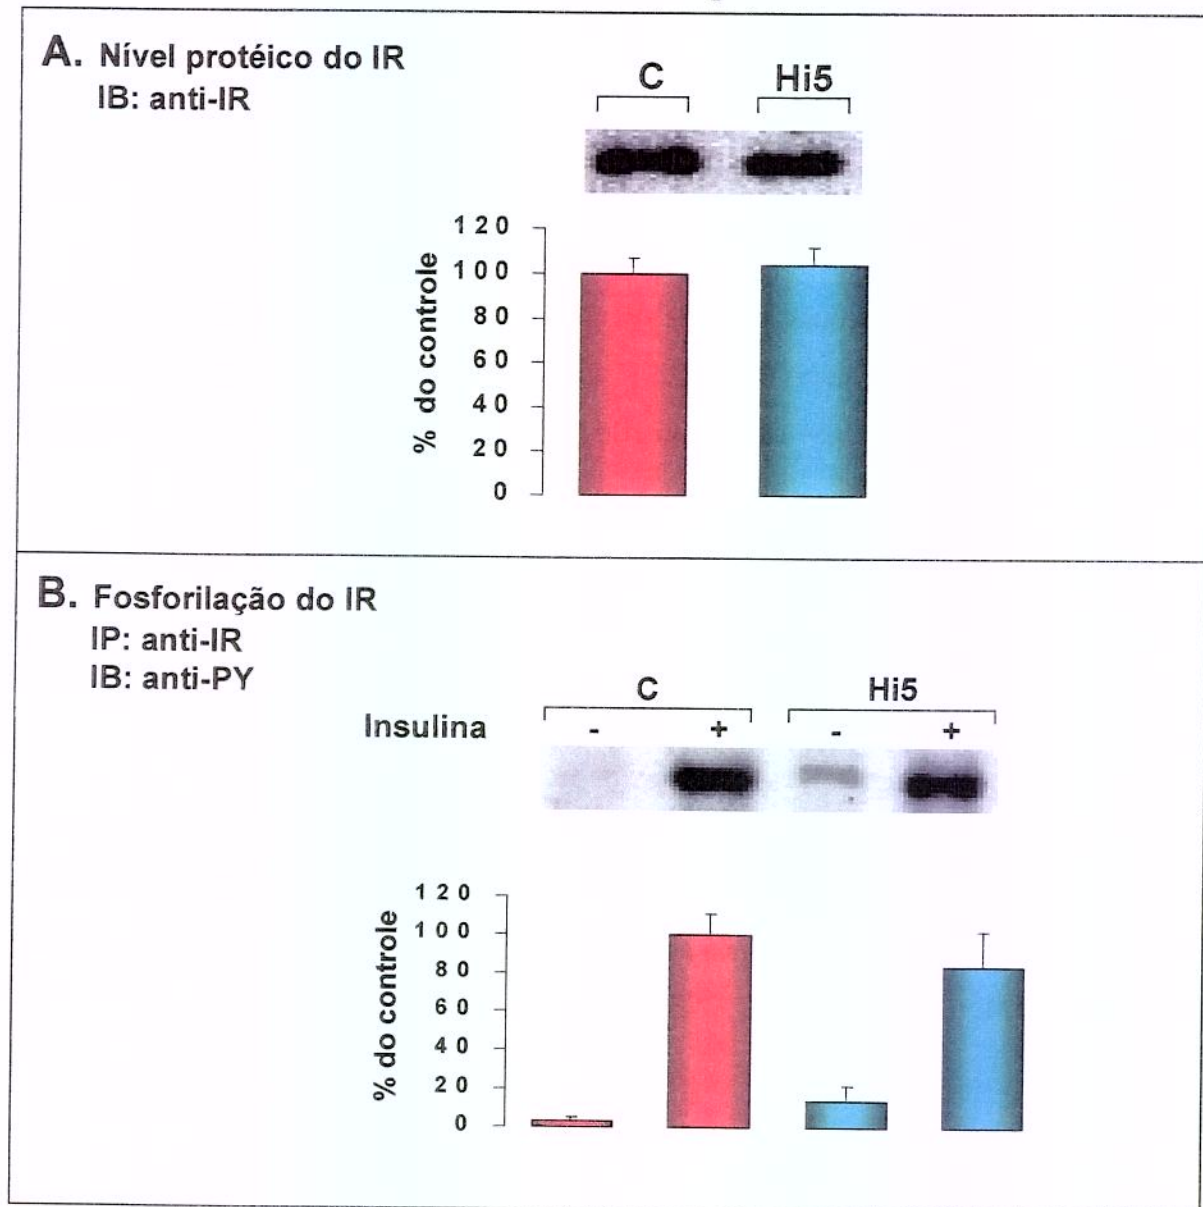 A. Nível protéico do IR
IB: anti-IR
C Hi5
120
100
80
60
40
20
0
% do controle
B. Fosforilação do IR
IP: anti-IR
IB: anti-PY
C Hi5
Insulina - + - +
120
100
80
60
40
20
0
% do controle